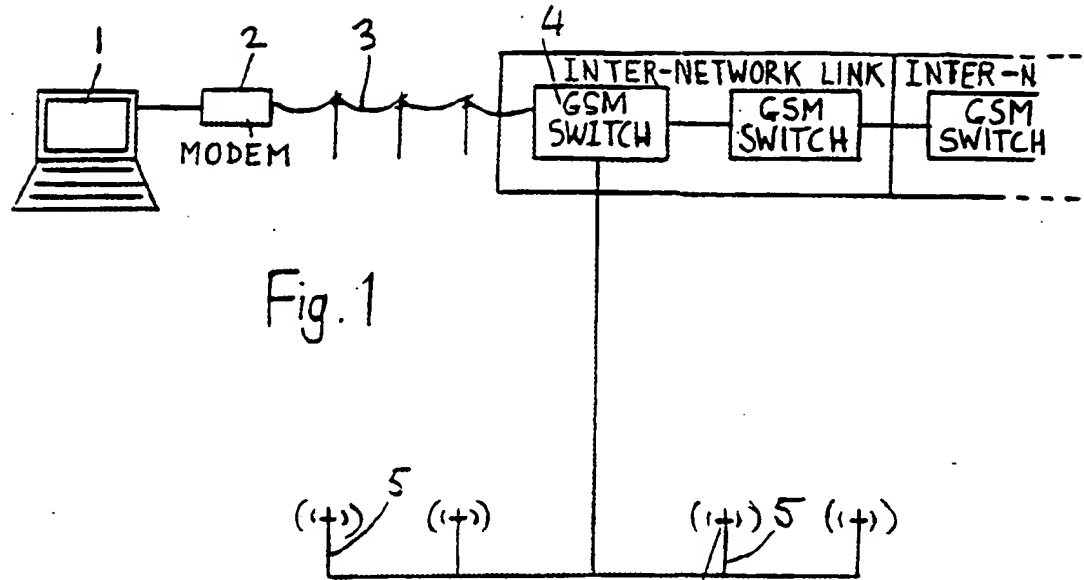 1
2
3
4
INTER-NETWORK LINK
INTER-N
GSM
SWITCH
GSM
SWITCH
GSM
SWITCH
MODEM
Fig. 1
5
5